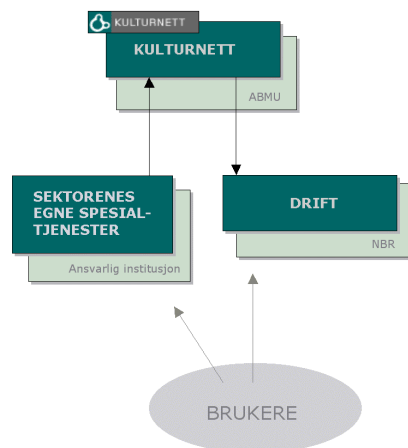 KULTURNETT
KULTURNETT
ABMU
SEKTORENES
EGNE SPESIAL-
TJENESTER
Ansvarlig institusjon
DRIFT
NBR
BRUKERE